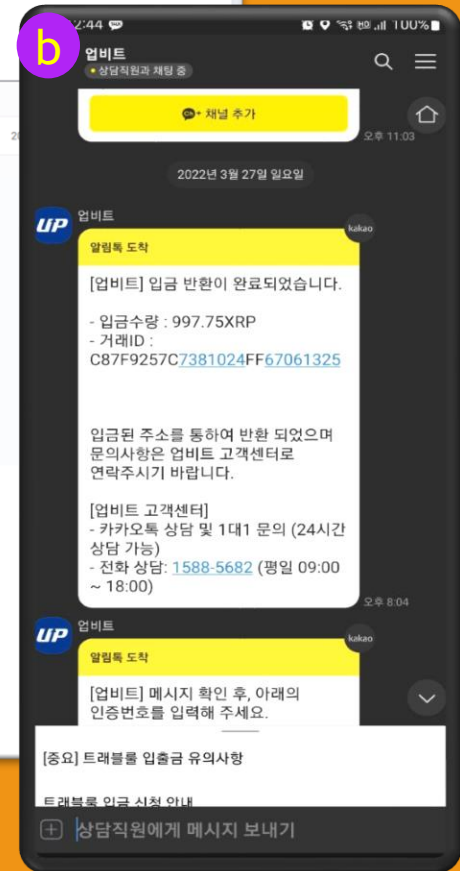 b
2:44
100%
업비트
상담직원과 채팅 중
채널 추가
오후 11:03
2022년 3월 27일 일요일
UP
업비트
kakao
알림톡 도착
[업비트] 입금 반환이 완료되었습니다.
- 입금수량 : 997.75XRP
- 거래ID :
C87F9257C7381024FF67061325
입금된 주소를 통하여 반환 되었으며
문의사항은 업비트 고객센터로
연락주시기 바랍니다.
[업비트 고객센터]
- 카카오톡 상담 및 1대1 문의 (24시간
상담 가능)
- 전화 상담: 1588-5682 (평일 09:00
~ 18:00)
오후 8:04
UP
업비트
kakao
알림톡 도착
[업비트] 메시지 확인 후, 아래의
인증번호를 입력해 주세요.
[중요] 트래블룰 입출금 유의사항
트래블룰 입금 신청 안내
상담직원에게 메시지 보내기